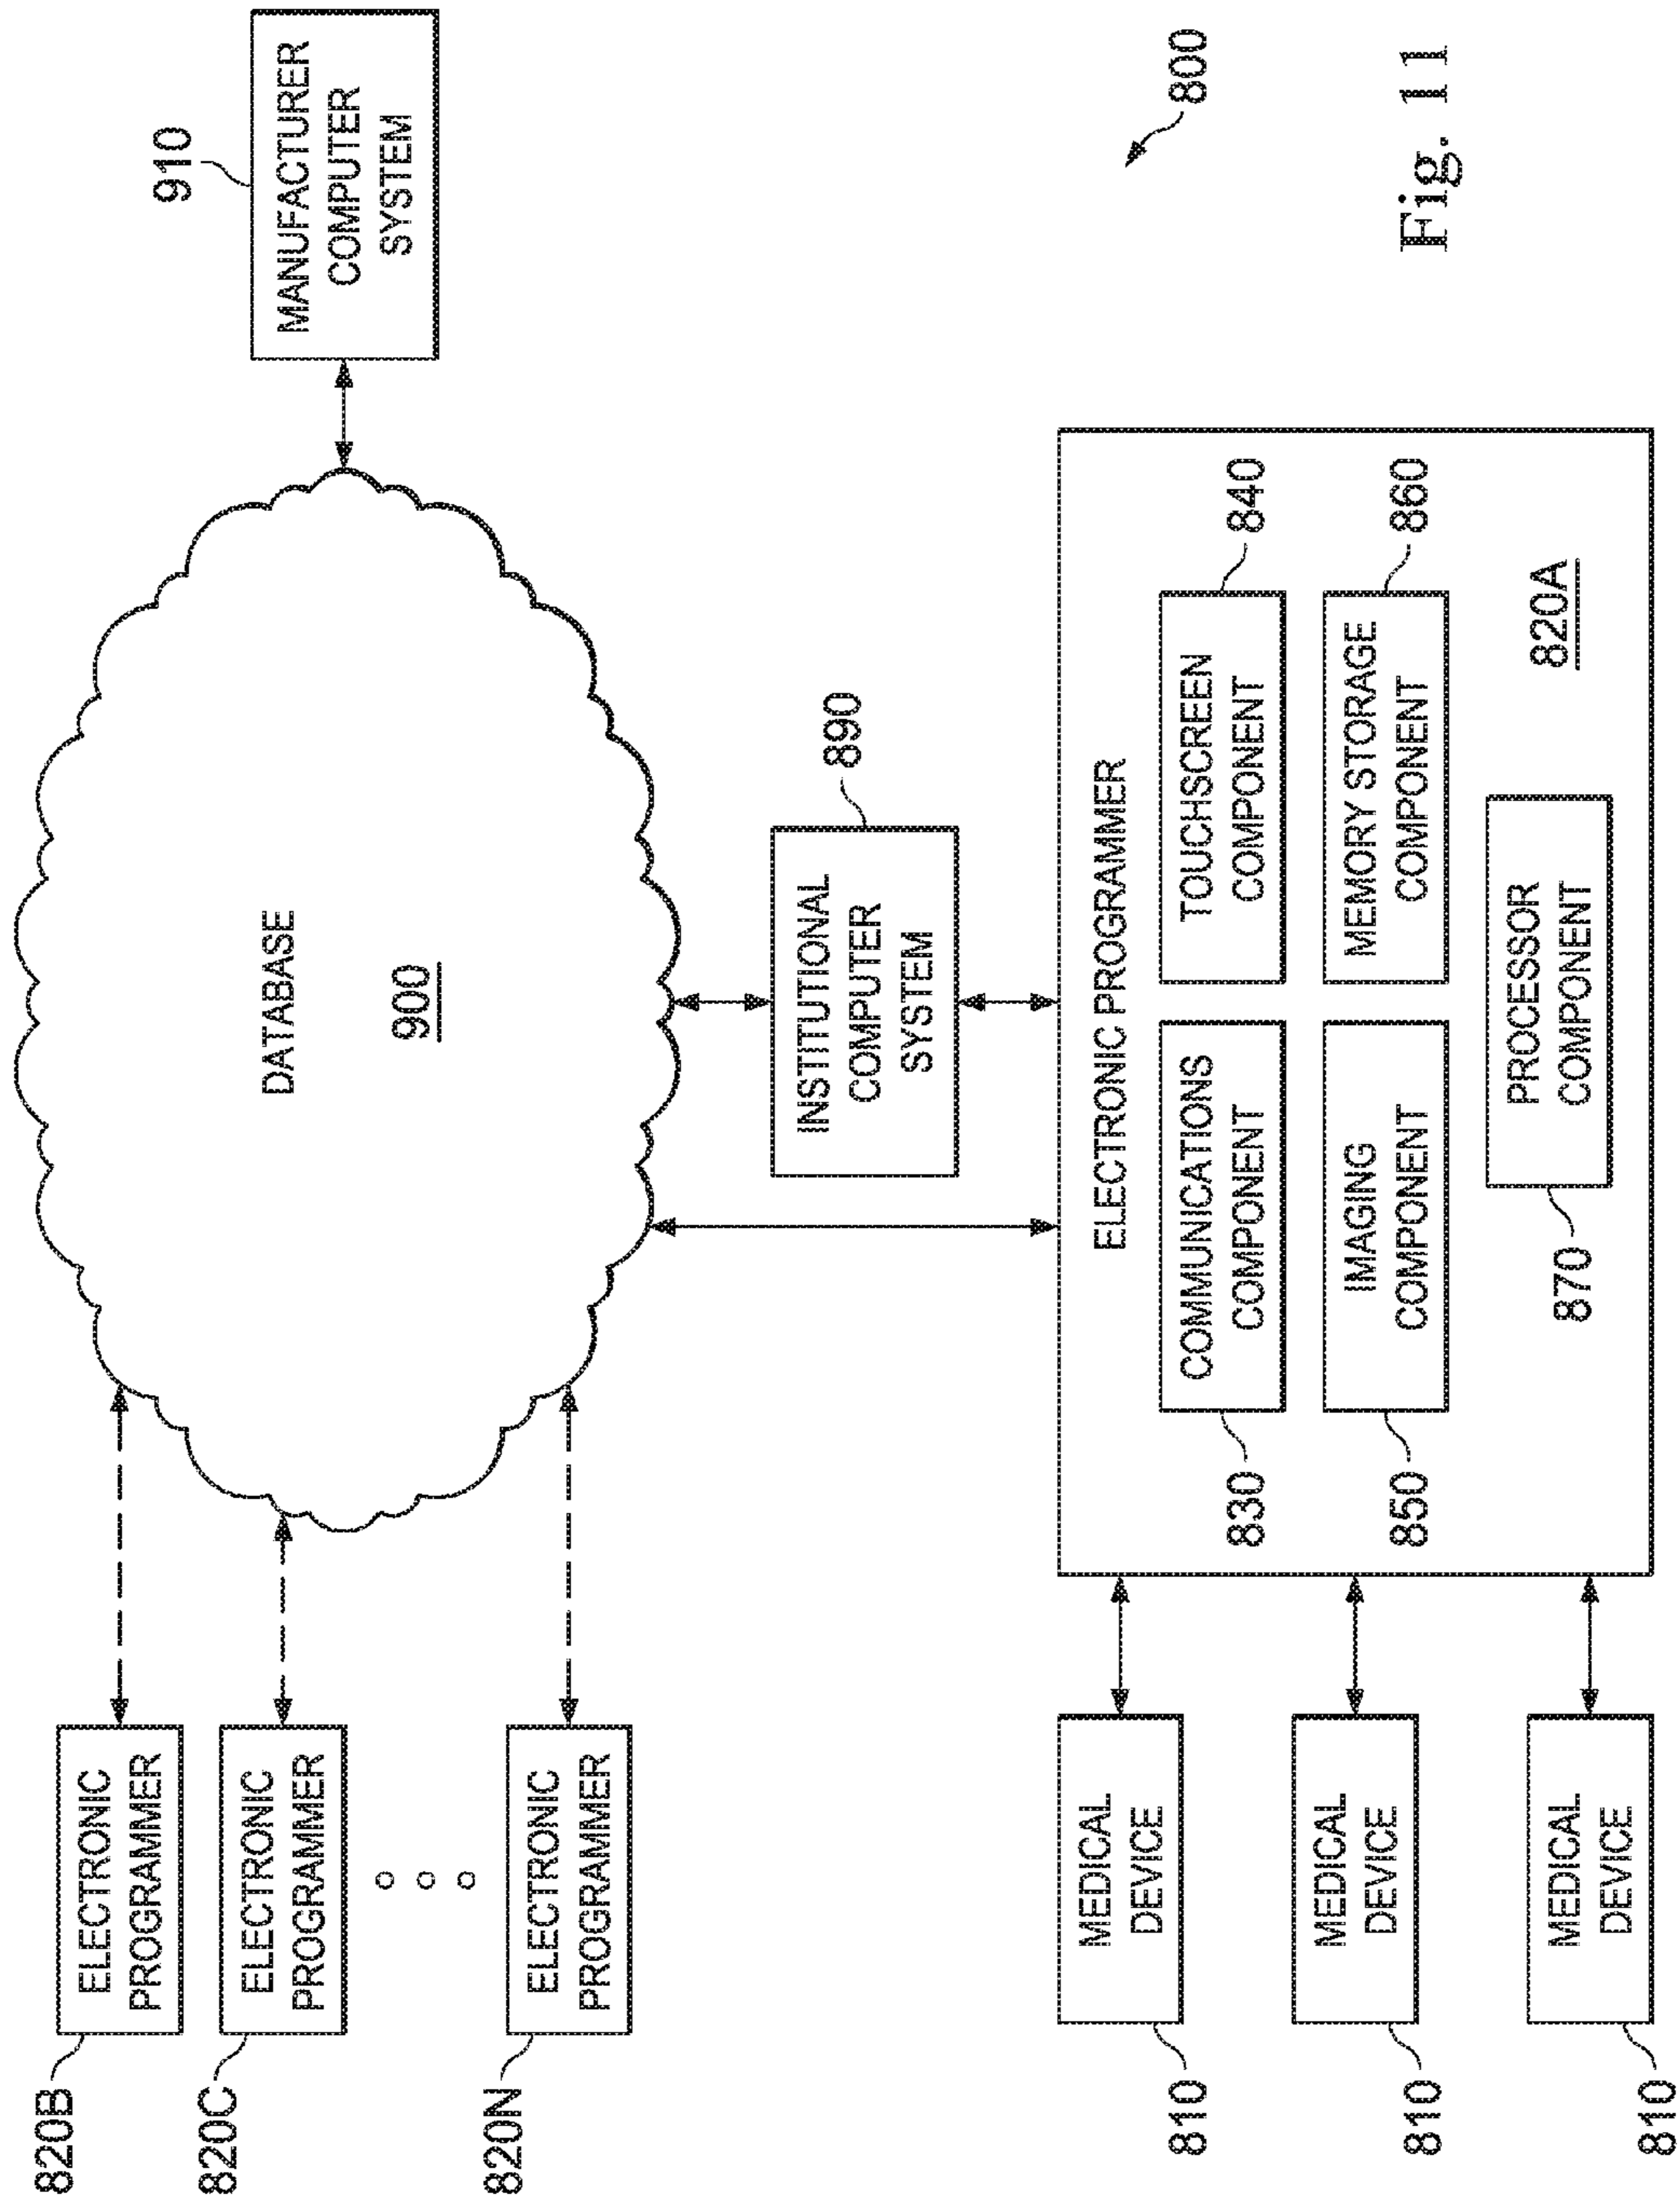 820B
ELECTRONIC
PROGRAMMER
820C
ELECTRONIC
PROGRAMMER
820N
ELECTRONIC
PROGRAMMER
DATABASE
900
910
MANUFACTURER
COMPUTER
SYSTEM
INSTITUTIONAL
COMPUTER
SYSTEM
890
ELECTRONIC PROGRAMMER
830
COMMUNICATIONS
COMPONENT
TOUCHSCREEN
COMPONENT
840
850
IMAGING
COMPONENT
MEMORY STORAGE
COMPONENT
860
870
PROCESSOR
COMPONENT
820A
810
MEDICAL
DEVICE
810
MEDICAL
DEVICE
810
MEDICAL
DEVICE
800
Fig. 11